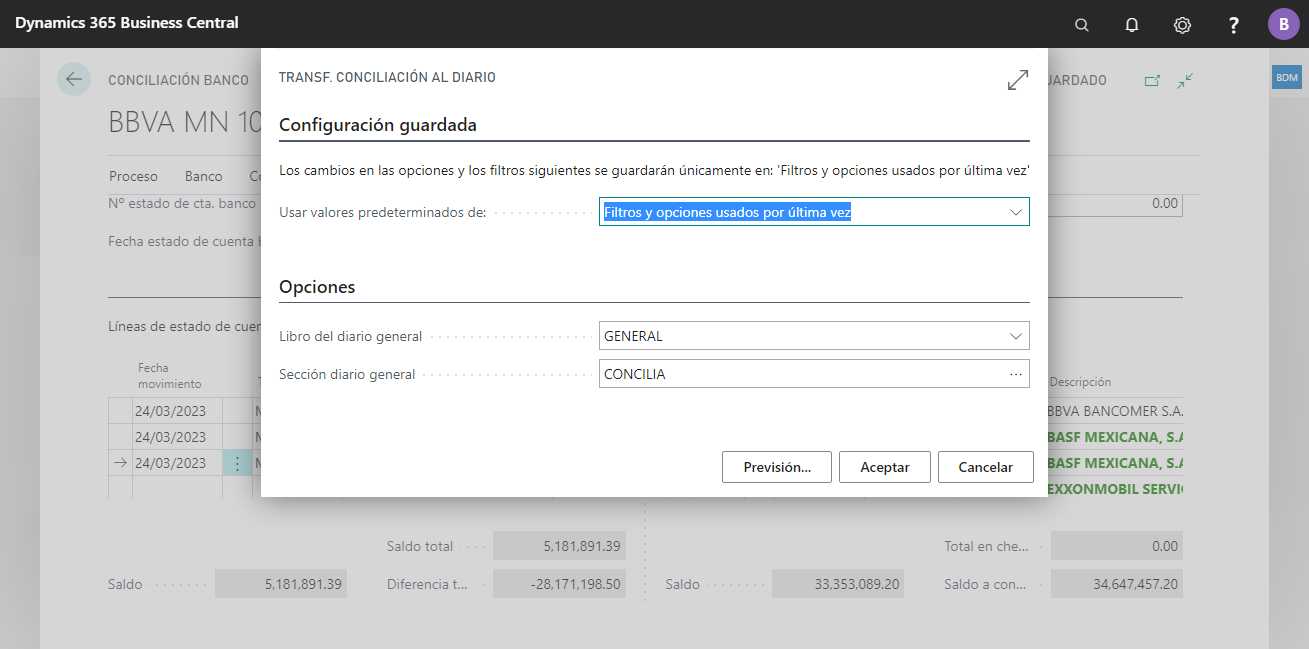 Dynamics 365 Business Central
?
B
CONCILIACIÓN BANCO
BBVA MN
Proceso Banco
Nº estado de cta. banco
0.00
Fecha estado de cuenta
Líneas de estado de
Fecha
movimiento
Descripción
24/03/2023
BBVA BANCOMER S.A.
24/03/2023
BASF MEXICANA,
24/03/2023
BASF MEXICANA,
EXXONMOBIL
BDM
TRANSF. CONCILIACIÓN AL DIARIO
Configuración guardada
Los cambios en las opciones y los filtros siguientes se guardarán únicamente en: 'Filtros y opciones usados por última vez'
Usar valores predeterminados de: Filtros y opciones usados por última vez
Opciones
Libro del diario general GENERAL
Sección diario general CONCILIA
Previsión... Aceptar Cancelar
Saldo total 5,181,891.39 Total en che... 0.00
Saldo 5,181,891.39 Diferencia t... -28,171,198.50 Saldo 33,353,089.20 Saldo a con... 34,647,457.20